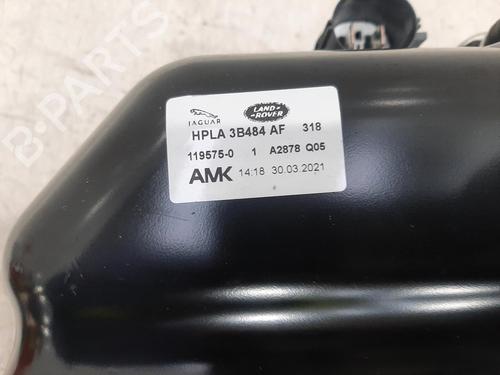 B-PARTS
JAGUAR
LAND ROVER
HPLA 3B484 AF 318
119575-0 1 A2878 Q05
AMK 14:18 30.03.2021